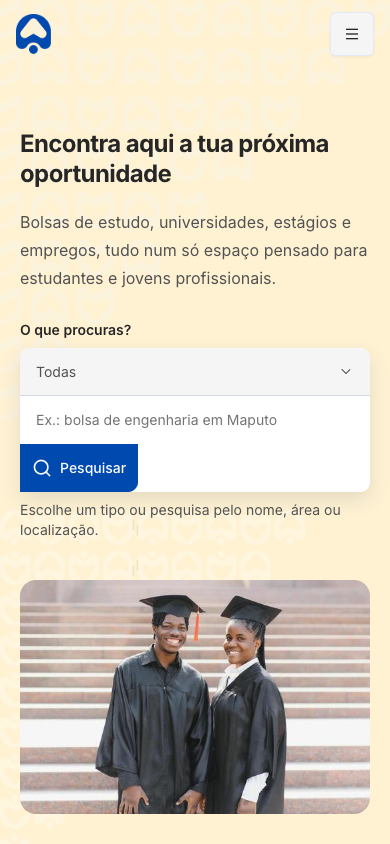 Encontra aqui a tua próxima
oportunidade
Bolsas de estudo, universidades, estágios e
empregos, tudo num só espaço pensado para
estudantes e jovens profissionais.
O que procuras?
Todas
Ex.: bolsa de engenharia em Maputo
Pesquisar
Escolhe um tipo ou pesquisa pelo nome, área ou
localização.